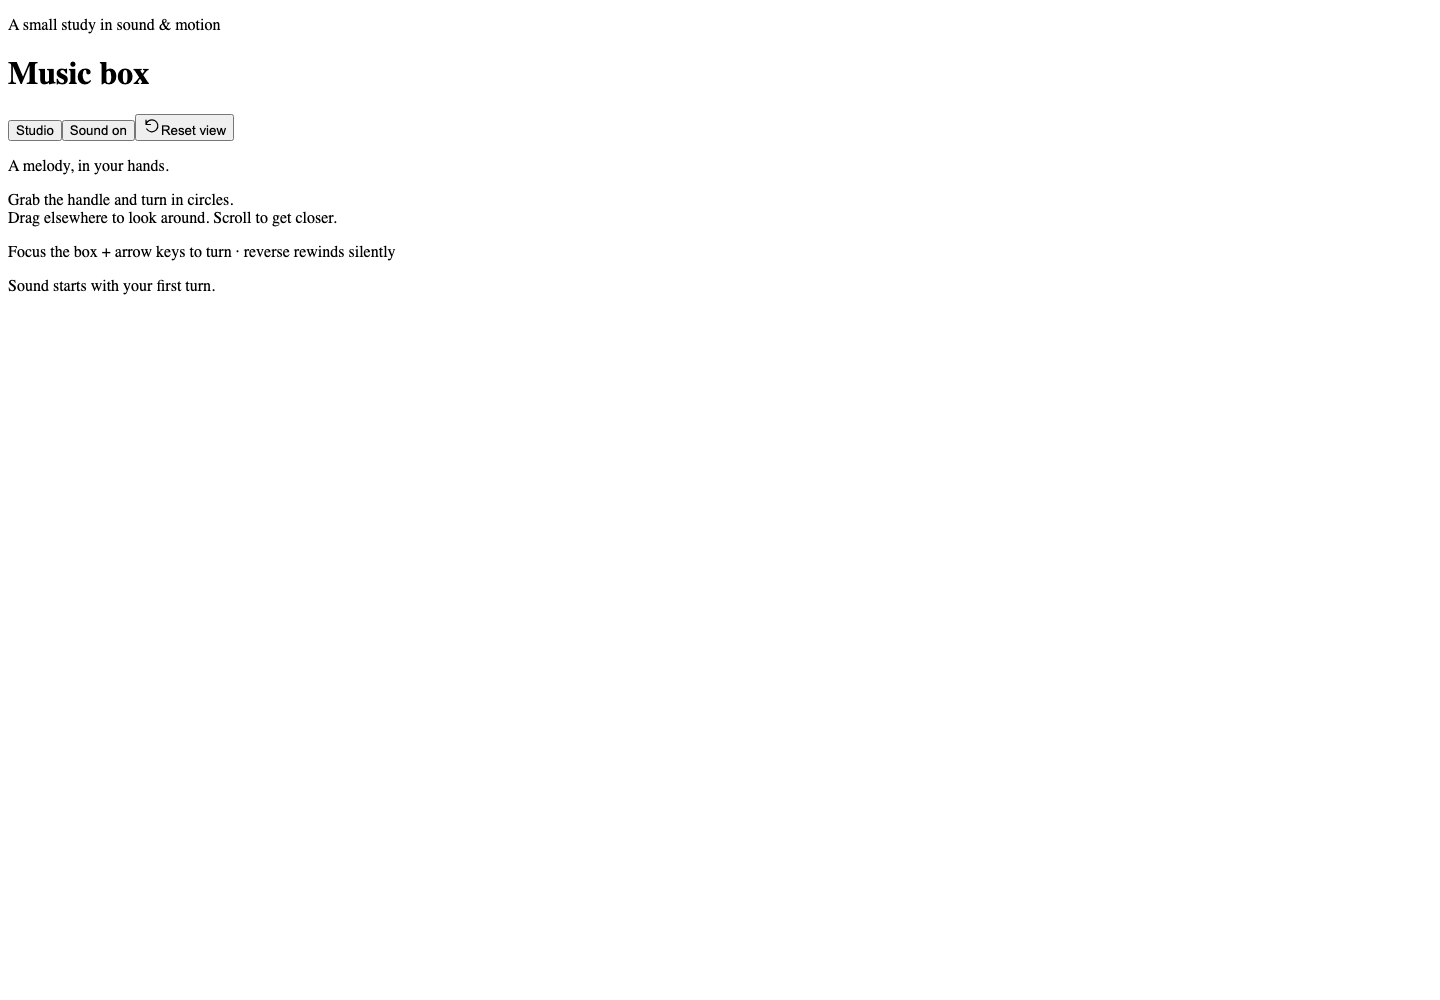 A small study in sound & motion
Music box
Studio Sound on Reset view
A melody, in your hands.
Grab the handle and turn in circles.
Drag elsewhere to look around. Scroll to get closer.
Focus the box + arrow keys to turn · reverse rewinds silently
Sound starts with your first turn.